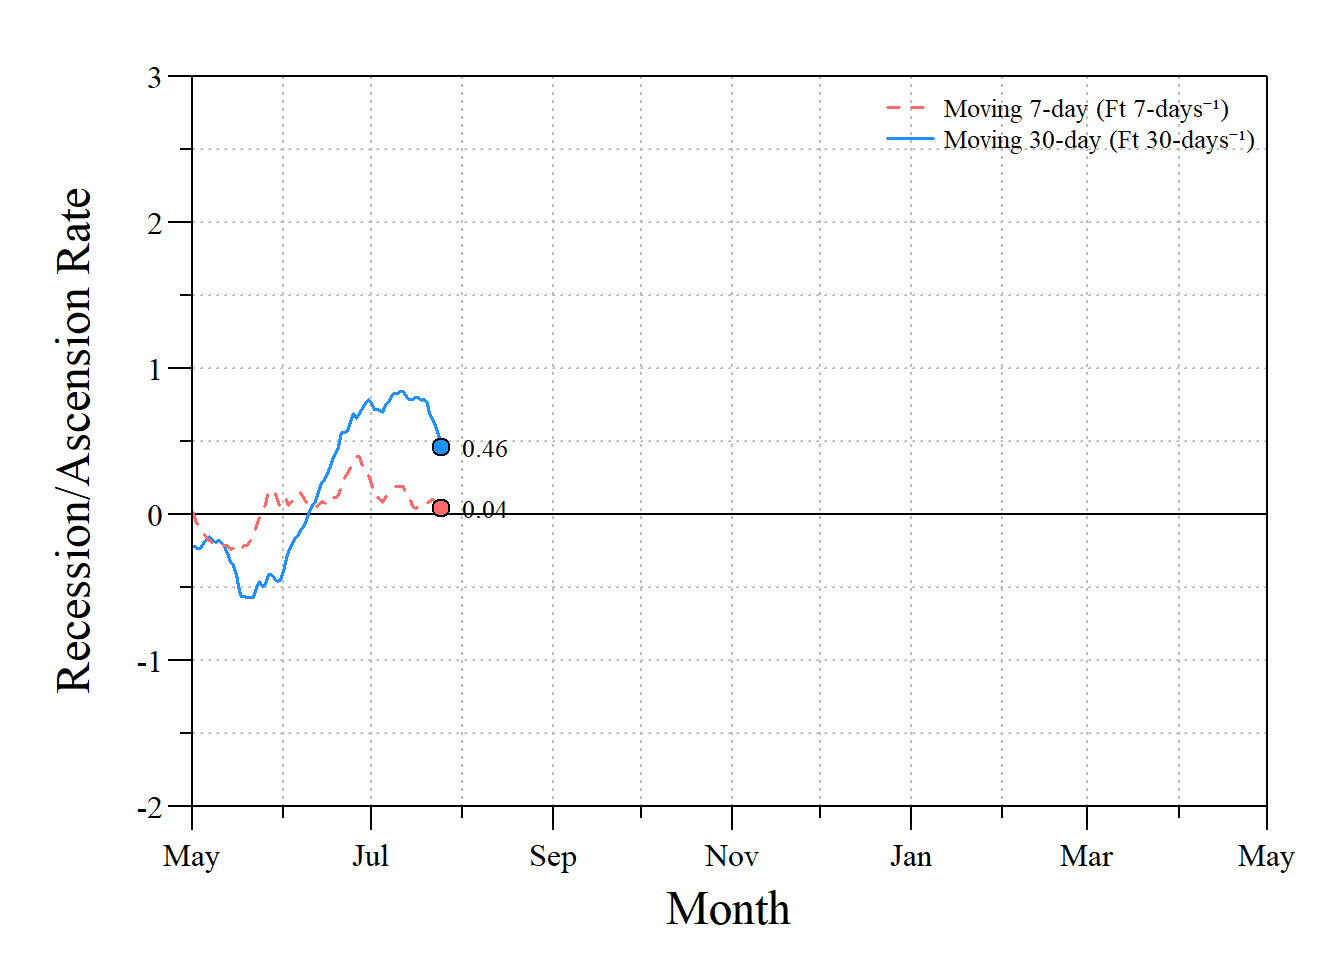 Recession/Ascension Rate
3
2
1
0
-1
-2
Moving 7-day (Ft 7-days⁻¹)
Moving 30-day (Ft 30-days⁻¹)
0.46
0.04
May Jul Sep Nov Jan Mar May
Month